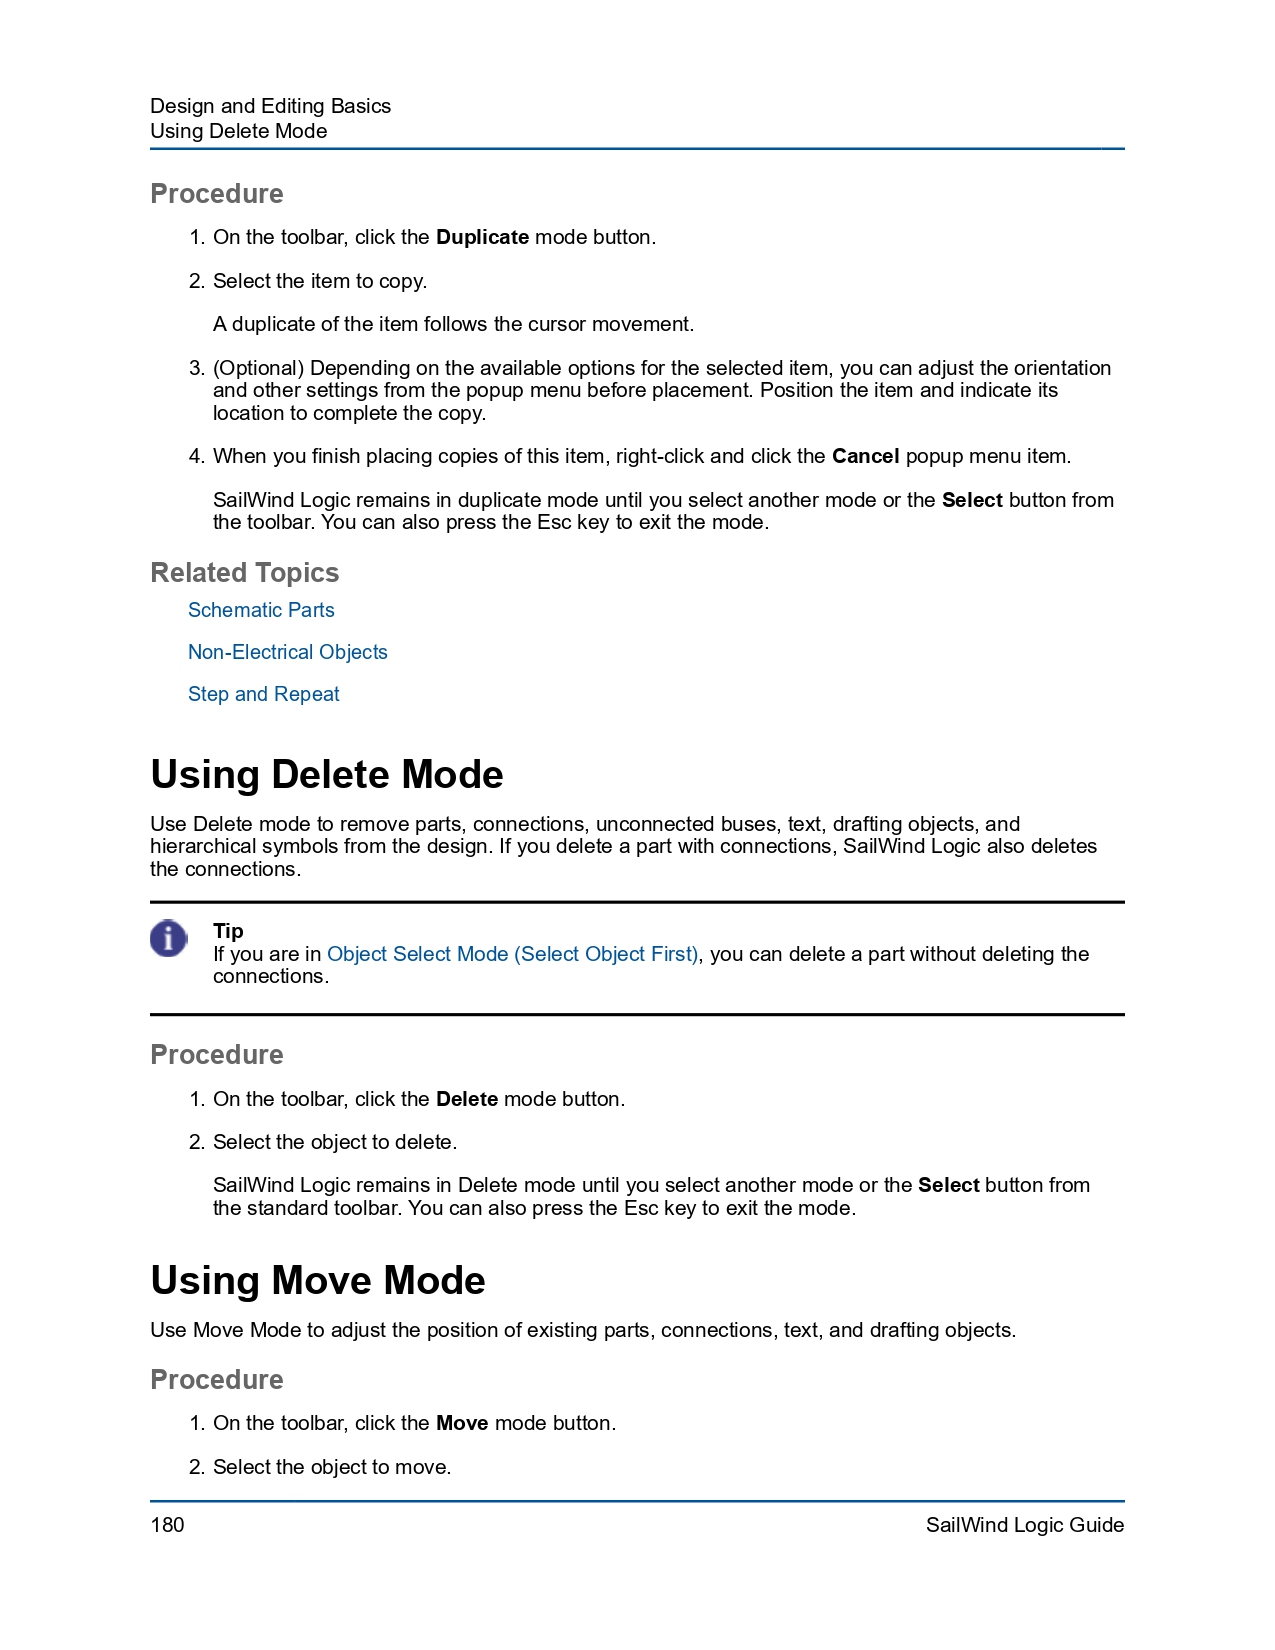 Design and Editing Basics
Using Delete Mode
Procedure
1. On the toolbar, click the Duplicate mode button.
2. Select the item to copy.
A duplicate of the item follows the cursor movement.
3. (Optional) Depending on the available options for the selected item, you can adjust the orientation
and other settings from the popup menu before placement. Position the item and indicate its
location to complete the copy.
4. When you finish placing copies of this item, right-click and click the Cancel popup menu item.
SailWind Logic remains in duplicate mode until you select another mode or the Select button from
the toolbar. You can also press the Esc key to exit the mode.
Related Topics
Schematic Parts
Non-Electrical Objects
Step and Repeat
Using Delete Mode
Use Delete mode to remove parts, connections, unconnected buses, text, drafting objects, and
hierarchical symbols from the design. If you delete a part with connections, SailWind Logic also deletes
the connections.
Tip
If you are in Object Select Mode (Select Object First), you can delete a part without deleting the
connections.
Procedure
1. On the toolbar, click the Delete mode button.
2. Select the object to delete.
SailWind Logic remains in Delete mode until you select another mode or the Select button from
the standard toolbar. You can also press the Esc key to exit the mode.
Using Move Mode
Use Move Mode to adjust the position of existing parts, connections, text, and drafting objects.
Procedure
1. On the toolbar, click the Move mode button.
2. Select the object to move.
180
SailWind Logic Guide